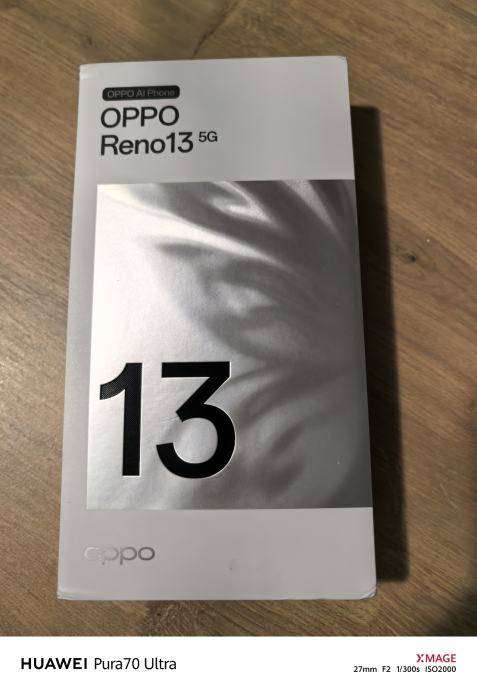 OPPO AI Phone
OPPO
Reno13 5G
13
oppo
HUAWEI Pura70 Ultra
XMAGE
27mm F2 1/300s ISO2000